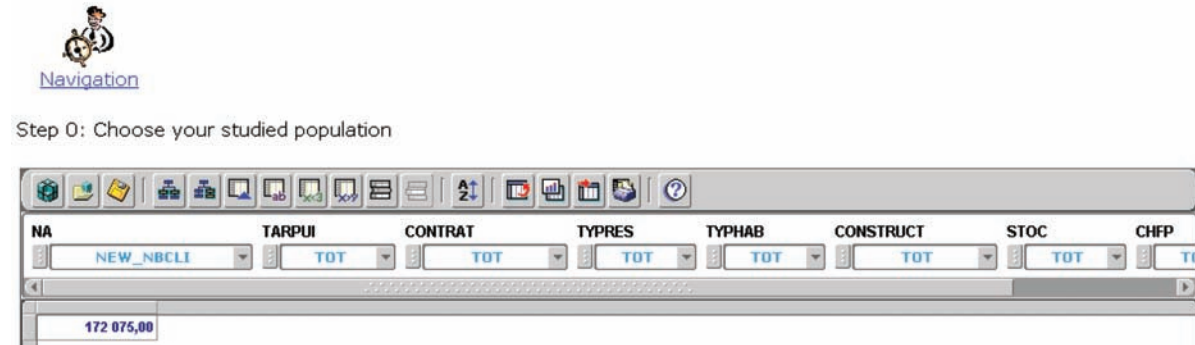 Navigation
Step 0: Choose your studied population
NA TARPUI CONTRAT TYPRES TYPHAB CONSTRUCT STOC CHFP
NEW_NBCLI TOT TOT TOT TOT TOT TOT
172 075,00